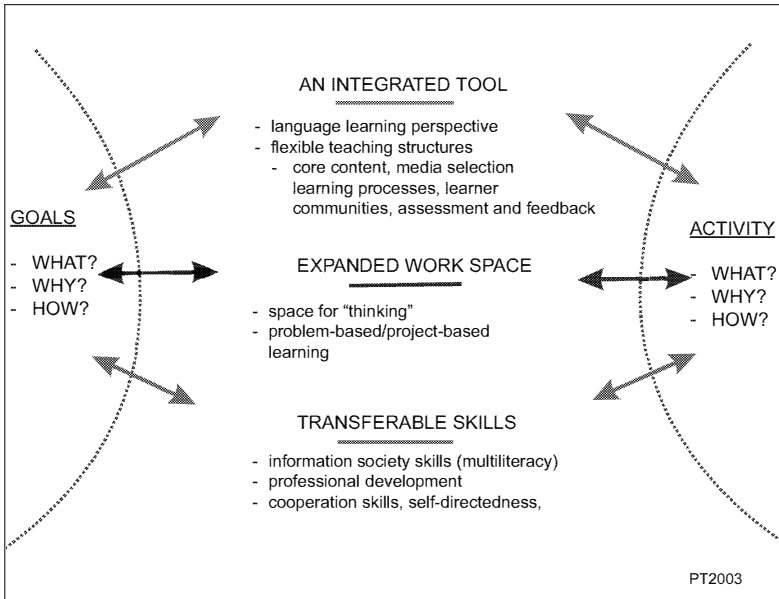 AN INTEGRATED TOOL
- language learning perspective
- flexible teaching structures
- core content, media selection
learning processes, learner
communities, assessment and feedback
GOALS
- WHAT?
- WHY?
- HOW?
EXPANDED WORK SPACE
- space for “thinking”
- problem-based/project-based
learning
ACTIVITY
- WHAT?
- WHY?
- HOW?
TRANSFERABLE SKILLS
- information society skills (multiliteracy)
- professional development
- cooperation skills, self-directedness,
PT2003